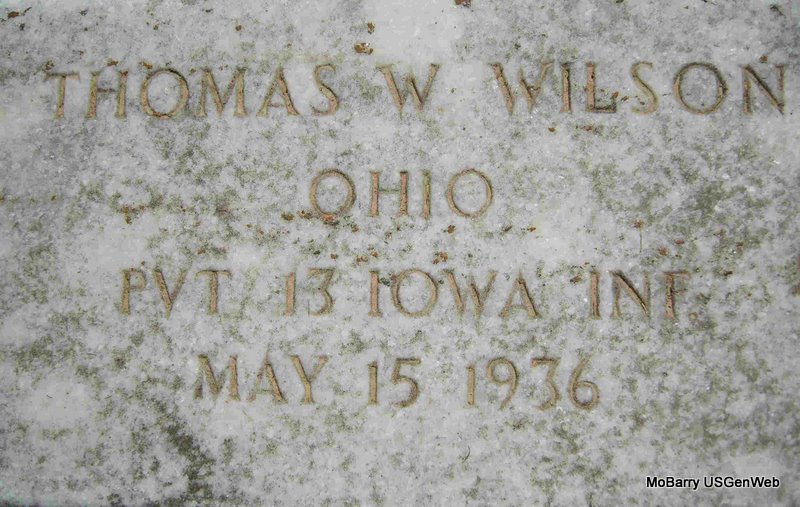 THOMAS W. WILSON
OHIO
PVT 13 IOWA INF.
MAY 15 1936
MoBarry USGenWeb